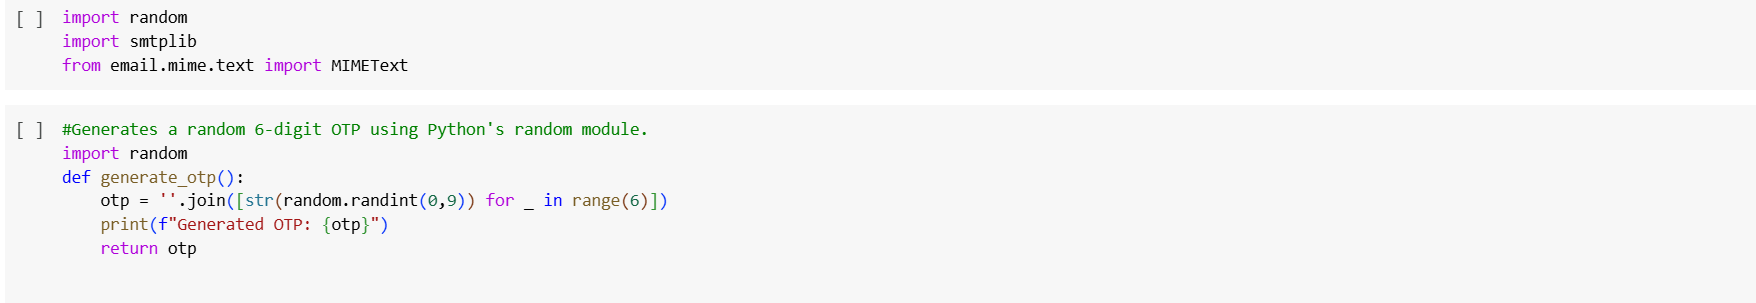 [ ] import random
import smtplib
from email.mime.text import MIMEText
[ ] #Generates a random 6-digit OTP using Python's random module.
import random
def generate_otp():
    otp = ''.join([str(random.randint(0,9)) for _ in range(6)])
    print(f"Generated OTP: {otp}")
    return otp